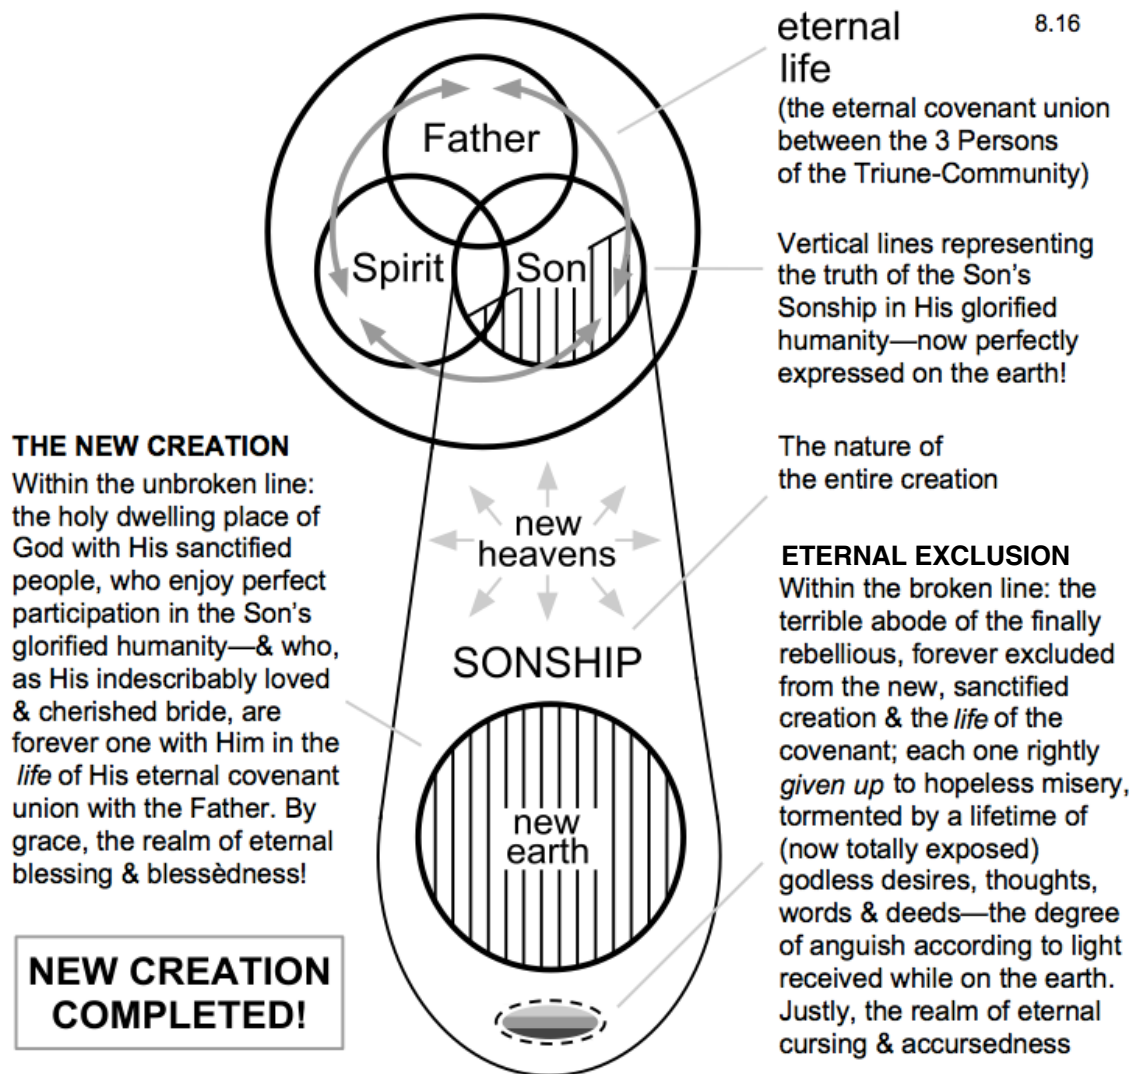 eternal
life
8.16
(the eternal covenant union
between the 3 Persons
of the Triune-Community)
Father
Spirit
Son
Vertical lines representing
the truth of the Son's
Sonship in His glorified
humanity—now perfectly
expressed on the earth!
The nature of
the entire creation
THE NEW CREATION
Within the unbroken line:
the holy dwelling place of
God with His sanctified
people, who enjoy perfect
participation in the Son's
glorified humanity—& who,
as His indescribably loved
& cherished bride, are
forever one with Him in the
life of His eternal covenant
union with the Father. By
grace, the realm of eternal
blessing & blessèdness!
new
heavens
SONSHIP
new
earth
ETERNAL EXCLUSION
Within the broken line: the
terrible abode of the finally
rebellious, forever excluded
from the new, sanctified
creation & the life of the
covenant; each one rightly
given up to hopeless misery,
tormented by a lifetime of
(now totally exposed)
godless desires, thoughts,
words & deeds—the degree
of anguish according to light
received while on the earth.
Justly, the realm of eternal
cursing & accursedness
NEW CREATION
COMPLETED!